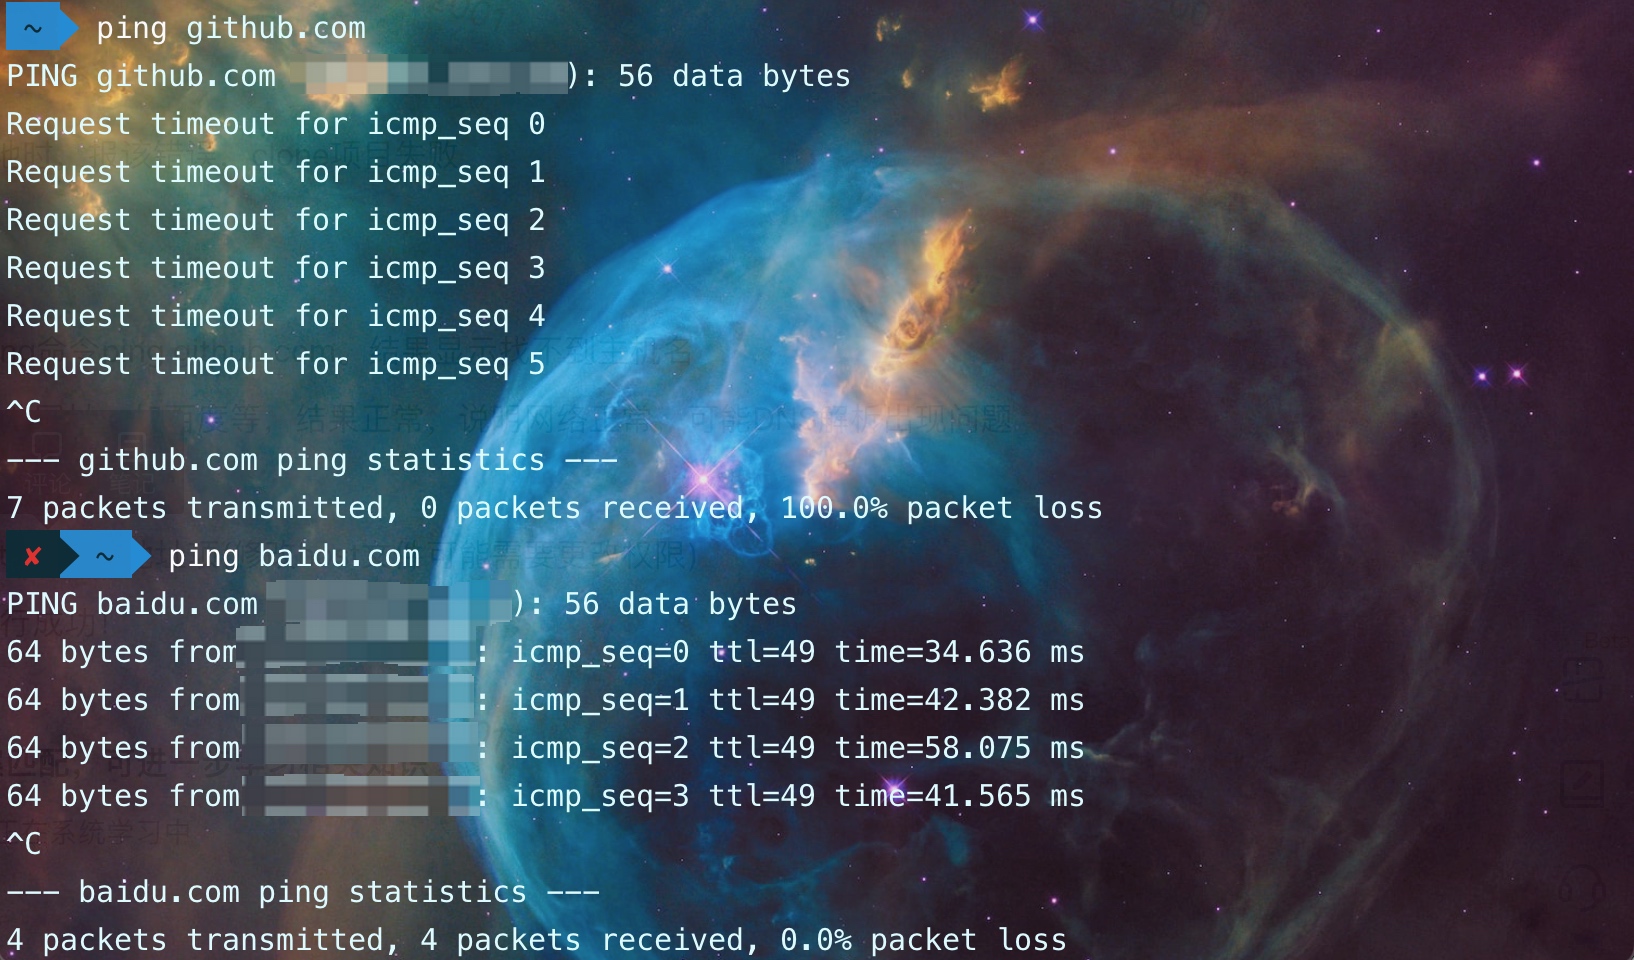 ~ ping github.com
PING github.com ): 56 data bytes
Request timeout for icmp_seq 0
Request timeout for icmp_seq 1
Request timeout for icmp_seq 2
Request timeout for icmp_seq 3
Request timeout for icmp_seq 4
Request timeout for icmp_seq 5
^C
--- github.com ping statistics ---
7 packets transmitted, 0 packets received, 100.0% packet loss
✘ ~ ping baidu.com
PING baidu.com ): 56 data bytes
64 bytes from : icmp_seq=0 ttl=49 time=34.636 ms
64 bytes from : icmp_seq=1 ttl=49 time=42.382 ms
64 bytes from : icmp_seq=2 ttl=49 time=58.075 ms
64 bytes from : icmp_seq=3 ttl=49 time=41.565 ms
^C
--- baidu.com ping statistics ---
4 packets transmitted, 4 packets received, 0.0% packet loss